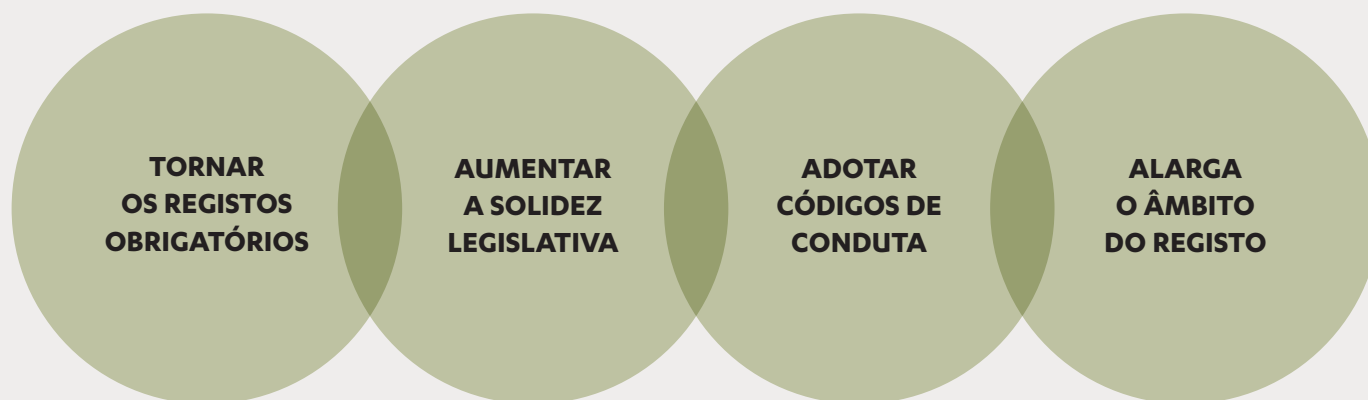 TORNAR
OS REGISTOS
OBRIGATÓRIOS
AUMENTAR
A SOLIDEZ
LEGISLATIVA
ADOTAR
CÓDIGOS DE
CONDUTA
ALARGA
O ÂMBITO
DO REGISTO